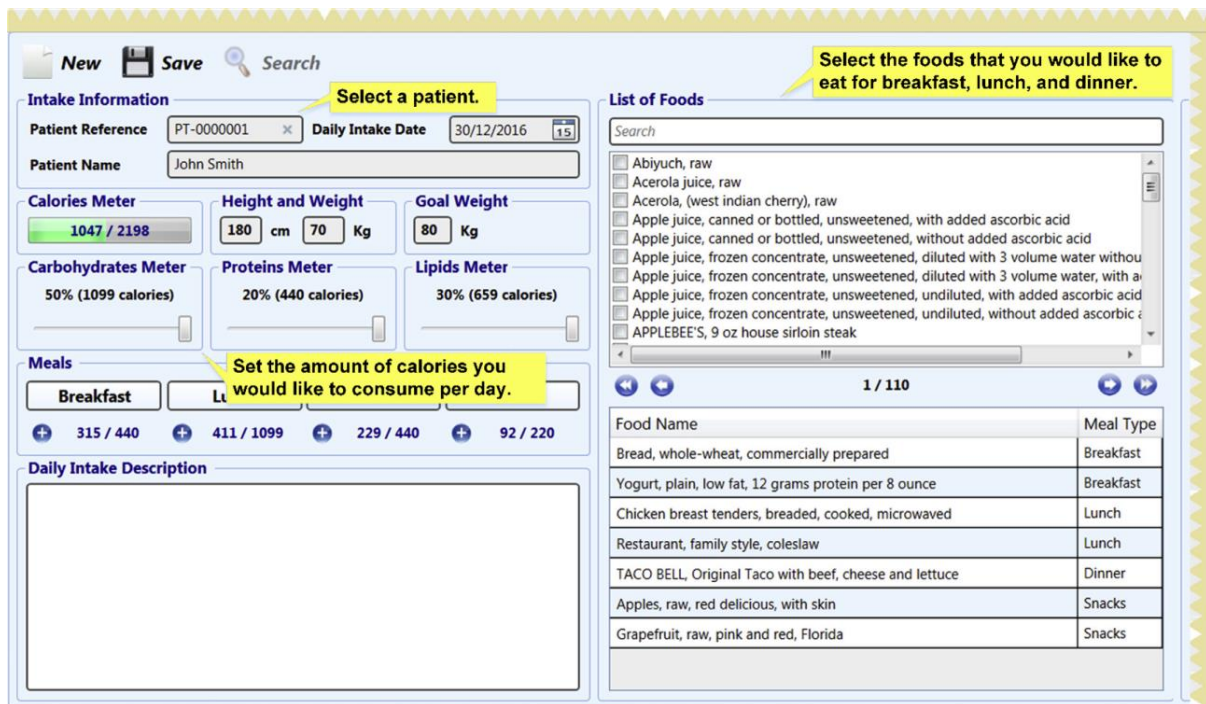 New Save Search
Select the foods that you would like to
eat for breakfast, lunch, and dinner.
Intake Information
Select a patient.
Patient Reference PT-0000001 × Daily Intake Date 30/12/2016 15
Patient Name John Smith
Calories Meter Height and Weight Goal Weight
1047 / 2198 180 cm 70 Kg 80 Kg
Carbohydrates Meter Proteins Meter Lipids Meter
50% (1099 calories) 20% (440 calories) 30% (659 calories)
Set the amount of calories you
would like to consume per day.
Meals
Breakfast
315 / 440 411 / 1099 229 / 440 92 / 220
Daily Intake Description
List of Foods
Search
Abiyuch, raw
Acerola juice, raw
Acerola, (west indian cherry), raw
Apple juice, canned or bottled, unsweetened, with added ascorbic acid
Apple juice, canned or bottled, unsweetened, without added ascorbic acid
Apple juice, frozen concentrate, unsweetened, diluted with 3 volume water withou
Apple juice, frozen concentrate, unsweetened, diluted with 3 volume water, with a
Apple juice, frozen concentrate, unsweetened, undiluted, with added ascorbic acid
Apple juice, frozen concentrate, unsweetened, undiluted, without added ascorbic
APPLEBEE'S, 9 oz house sirloin steak
1 / 110
Food Name Meal Type
Bread, whole-wheat, commercially prepared Breakfast
Yogurt, plain, low fat, 12 grams protein per 8 ounce Breakfast
Chicken breast tenders, breaded, cooked, microwaved Lunch
Restaurant, family style, coleslaw Lunch
TACO BELL, Original Taco with beef, cheese and lettuce Dinner
Apples, raw, red delicious, with skin Snacks
Grapefruit, raw, pink and red, Florida Snacks